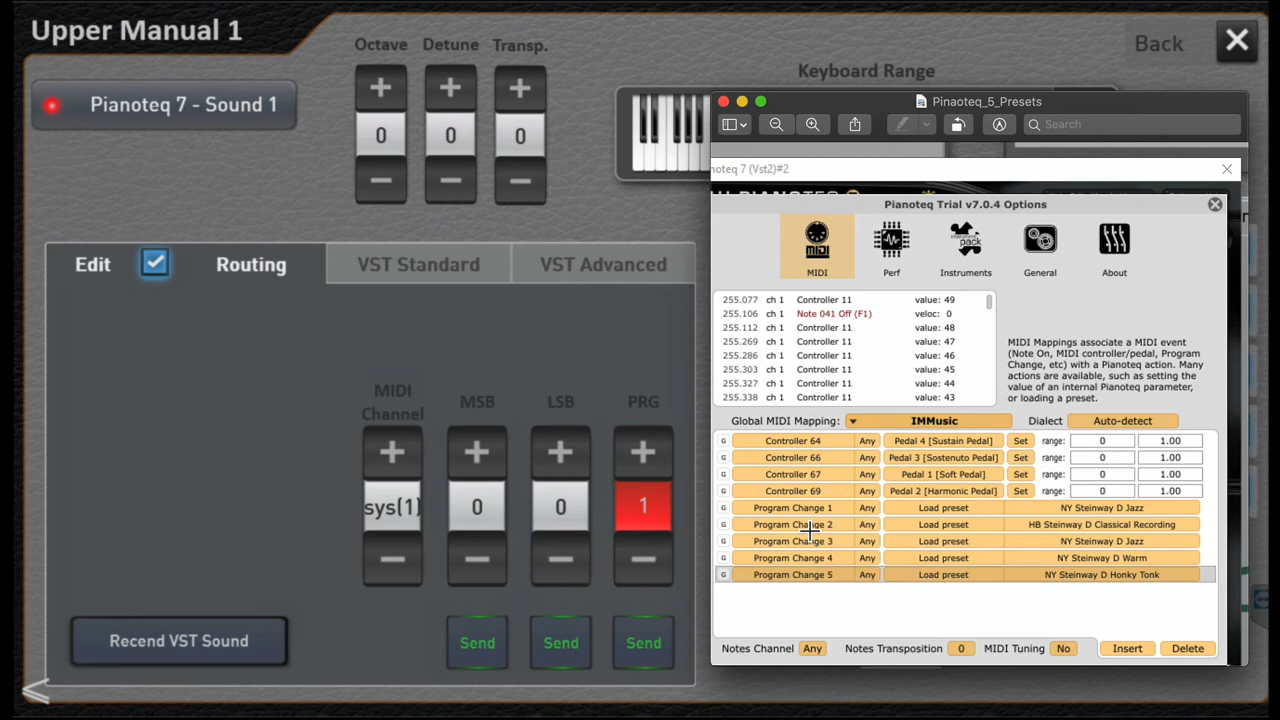 Upper Manual 1
Octave Detune Transp.
Back
Keyboard Range
Pianoteq 7 - Sound 1
0 0 0
Pinaoteq_5_Presets
Search
noteq 7 (Vst2)#2
Pianoteq Trial v7.0.4 Options
MIDI Perf Instruments General About
Edit Routing VST Standard VST Advanced
255.077 ch 1 Controller 11 value: 49
255.106 ch 1 Note 041 Off (F1) veloc: 0
255.112 ch 1 Controller 11 value: 48
255.269 ch 1 Controller 11 value: 47
255.286 ch 1 Controller 11 value: 46
255.303 ch 1 Controller 11 value: 45
255.327 ch 1 Controller 11 value: 44
255.338 ch 1 Controller 11 value: 43
MIDI Mappings associate a MIDI event
(Note On, MIDI controller/pedal, Program
Change, etc) with a Pianoteq action. Many
actions are available, such as setting the
value of an internal Pianoteq parameter,
or loading a preset.
Global MIDI Mapping: IMMusic Dialect Auto-detect
G Controller 64 Any Pedal 4 [Sustain Pedal] Set range: 0 1.00
G Controller 66 Any Pedal 3 [Sostenuto Pedal] Set range: 0 1.00
G Controller 67 Any Pedal 1 [Soft Pedal] Set range: 0 1.00
G Controller 69 Any Pedal 2 [Harmonic Pedal] Set range: 0 1.00
G Program Change 1 Any Load preset NY Steinway D Jazz
G Program Change 2 Any Load preset HB Steinway D Classical Recording
G Program Change 3 Any Load preset NY Steinway D Jazz
G Program Change 4 Any Load preset NY Steinway D Warm
G Program Change 5 Any Load preset NY Steinway D Honky Tonk
Notes Channel Any Notes Transposition 0 MIDI Tuning No Insert Delete
MIDI
Channel MSB LSB PRG
sys(1) 0 0 1
Recend VST Sound Send Send Send